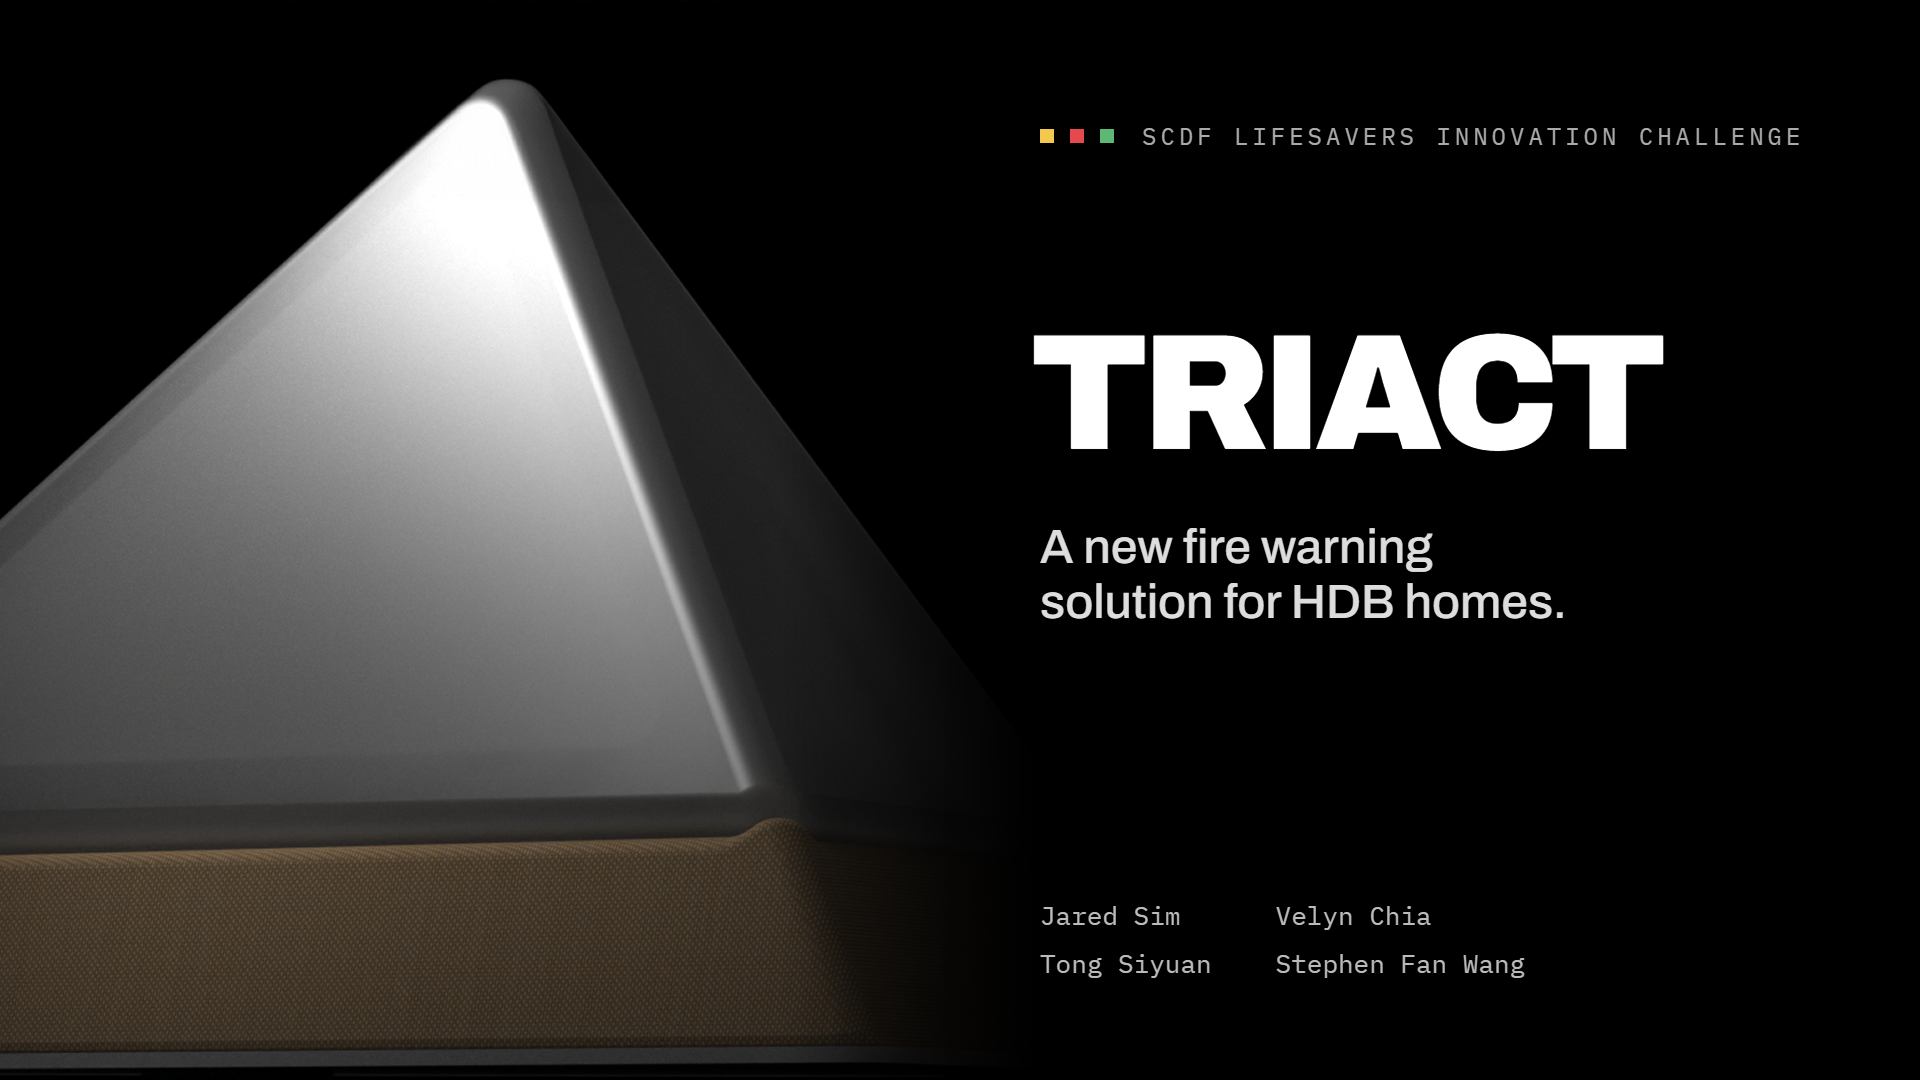 SCDF LIFESAVERS INNOVATION CHALLENGE
TRIACT
A new fire warning
solution for HDB homes.
Jared Sim
Velyn Chia
Tong Siyuan
Stephen Fan Wang